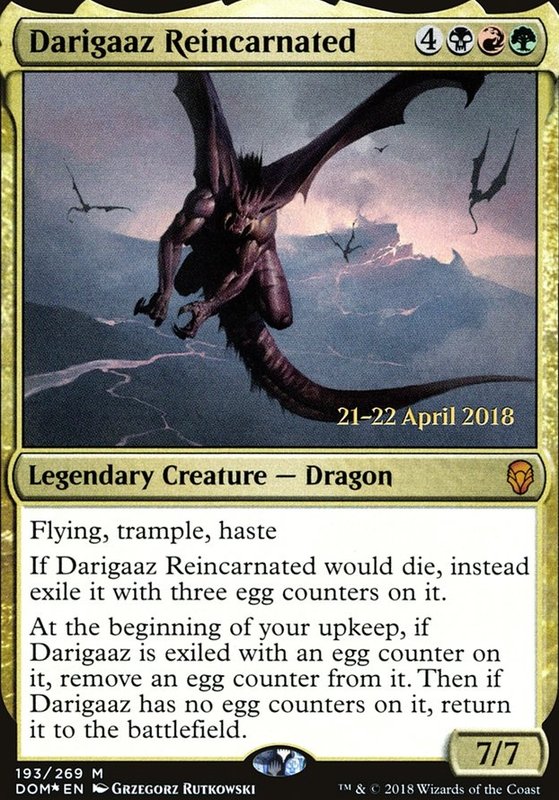 Darigaaz Reincarnated 4
21–22 April 2018
Legendary Creature — Dragon
Flying, trample, haste
If Darigaaz Reincarnated would die, instead
exile it with three egg counters on it.
At the beginning of your upkeep, if
Darigaaz is exiled with an egg counter on
it, remove an egg counter from it. Then if
Darigaaz has no egg counters on it, return
it to the battlefield.
7/7
193/269 M
DOM★EN Grzegorz Rutkowski
™ & © 2018 Wizards of the Coast